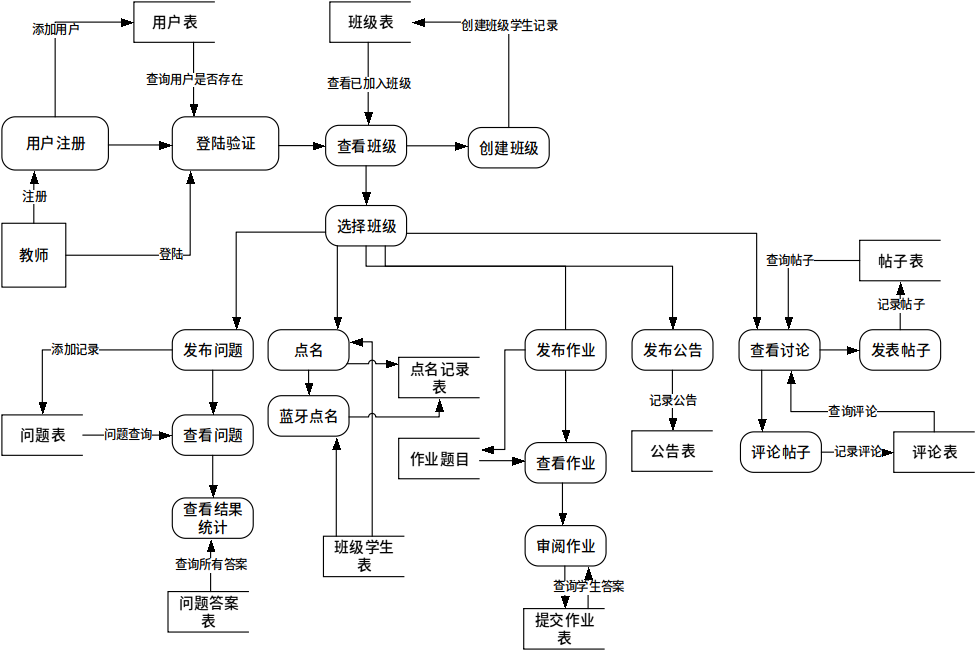 用户表
班级表
添加用户
创建班级学生记录
查询用户是否存在
查看已加入班级
用户注册
登陆验证
查看班级
创建班级
注册
选择班级
教师
登陆
查询帖子
帖子表
记录帖子
添加记录
发布问题
点名
发布作业
发布公告
查看讨论
发表帖子
点名记录
表
记录公告
蓝牙点名
查询评论
问题表
问题查询
查看问题
作业题目
查看作业
公告表
评论帖子
记录评论
评论表
查看结果
统计
班级学生
表
审阅作业
查询所有答案
查询学生答案
问题答案
表
提交作业
表